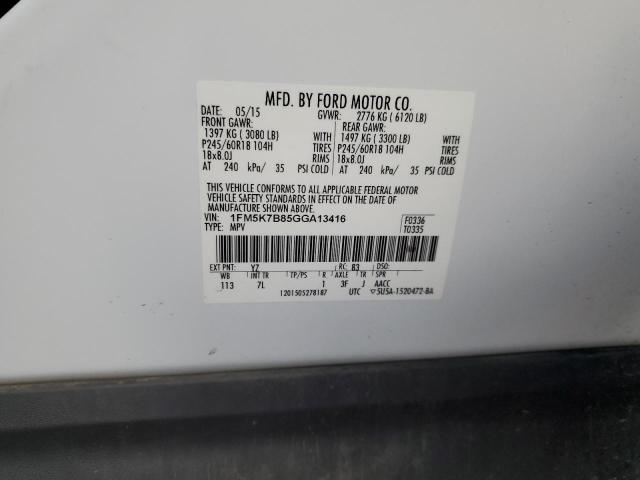 MFD. BY FORD MOTOR CO.
DATE: 05/15 GVWR: 2776 KG ( 6120 LB)
FRONT GAWR: REAR GAWR:
1397 KG ( 3080 LB) WITH 1497 KG ( 3300 LB) WITH
P245/60R18 104H TIRES P245/60R18 104H TIRES
18x8.0J RIMS 18x8.0J RIMS
AT 240 kPa/ 35 PSI COLD AT 240 kPa/ 35 PSI COLD
THIS VEHICLE CONFORMS TO ALL APPLICABLE FEDERAL MOTOR
VEHICLE SAFETY STANDARDS IN EFFECT ON THE DATE OF
MANUFACTURE SHOWN ABOVE.
VIN: 1FM5K7B85GGA13416 F0336
TYPE: MPV T0335
EXT PNT: YZ RC: 83 DSO:
WB INT TR TP/PS R AXLE TR SPR
113 7L 1 3F J AACC
1201505278187 UTC ▽5USA-1520472-BA